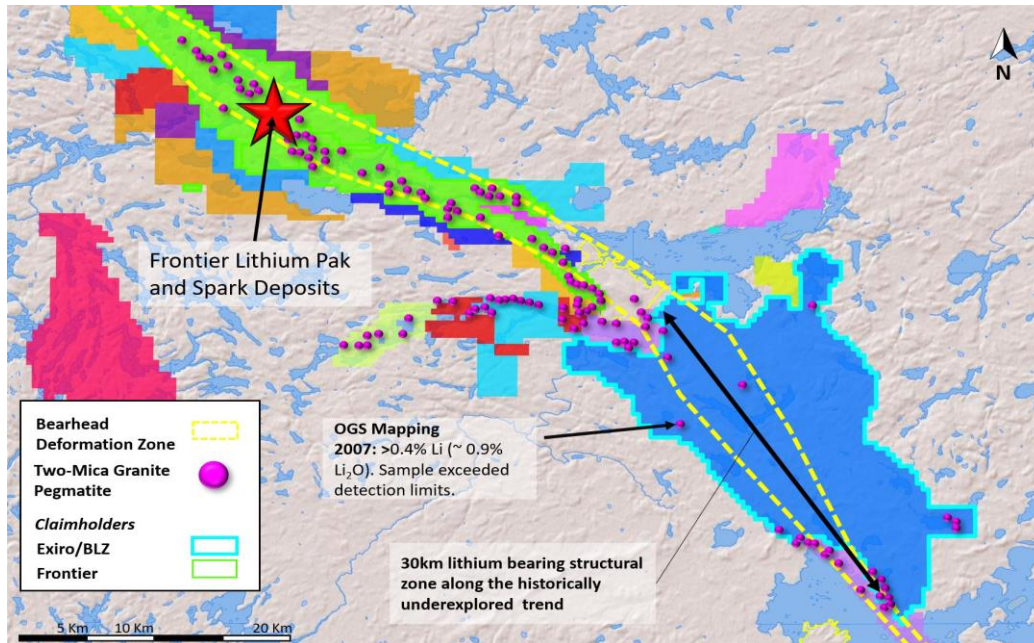 N
Frontier Lithium Pak
and Spark Deposits
OGS Mapping
2007: >0.4% Li (~ 0.9%
Li₂O). Sample exceeded
detection limits.
30km lithium bearing structural
zone along the historically
underexplored trend
Bearhead
Deformation Zone
Two-Mica Granite
Pegmatite
Claimholders
Exiro/BLZ
Frontier
5 Km 10 Km 20 Km